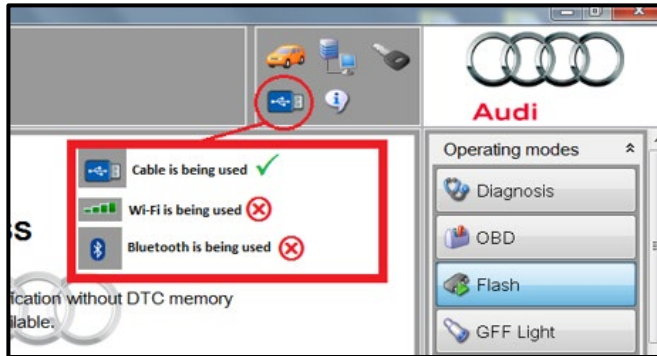 Audi
Operating modes
Cable is being used
Diagnosis
Wi-Fi is being used
OBD
Bluetooth is being used
Flash
fication without DTC memory
ilable.
GFF Light